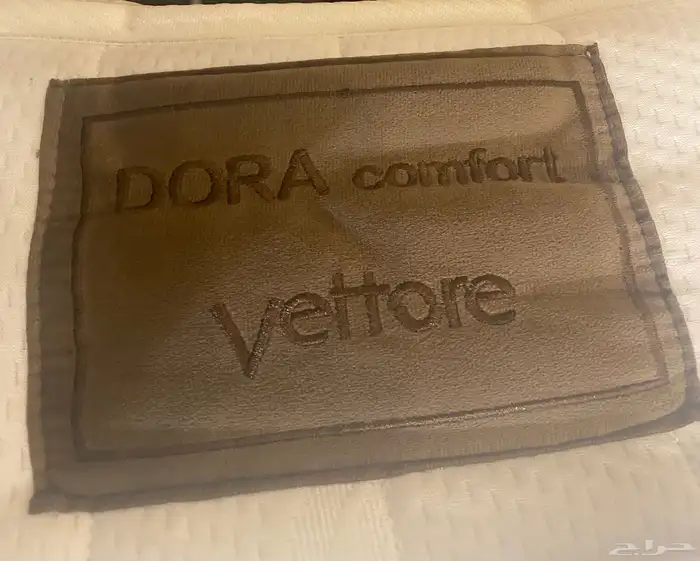 DORA comfort
Vettore
حراج